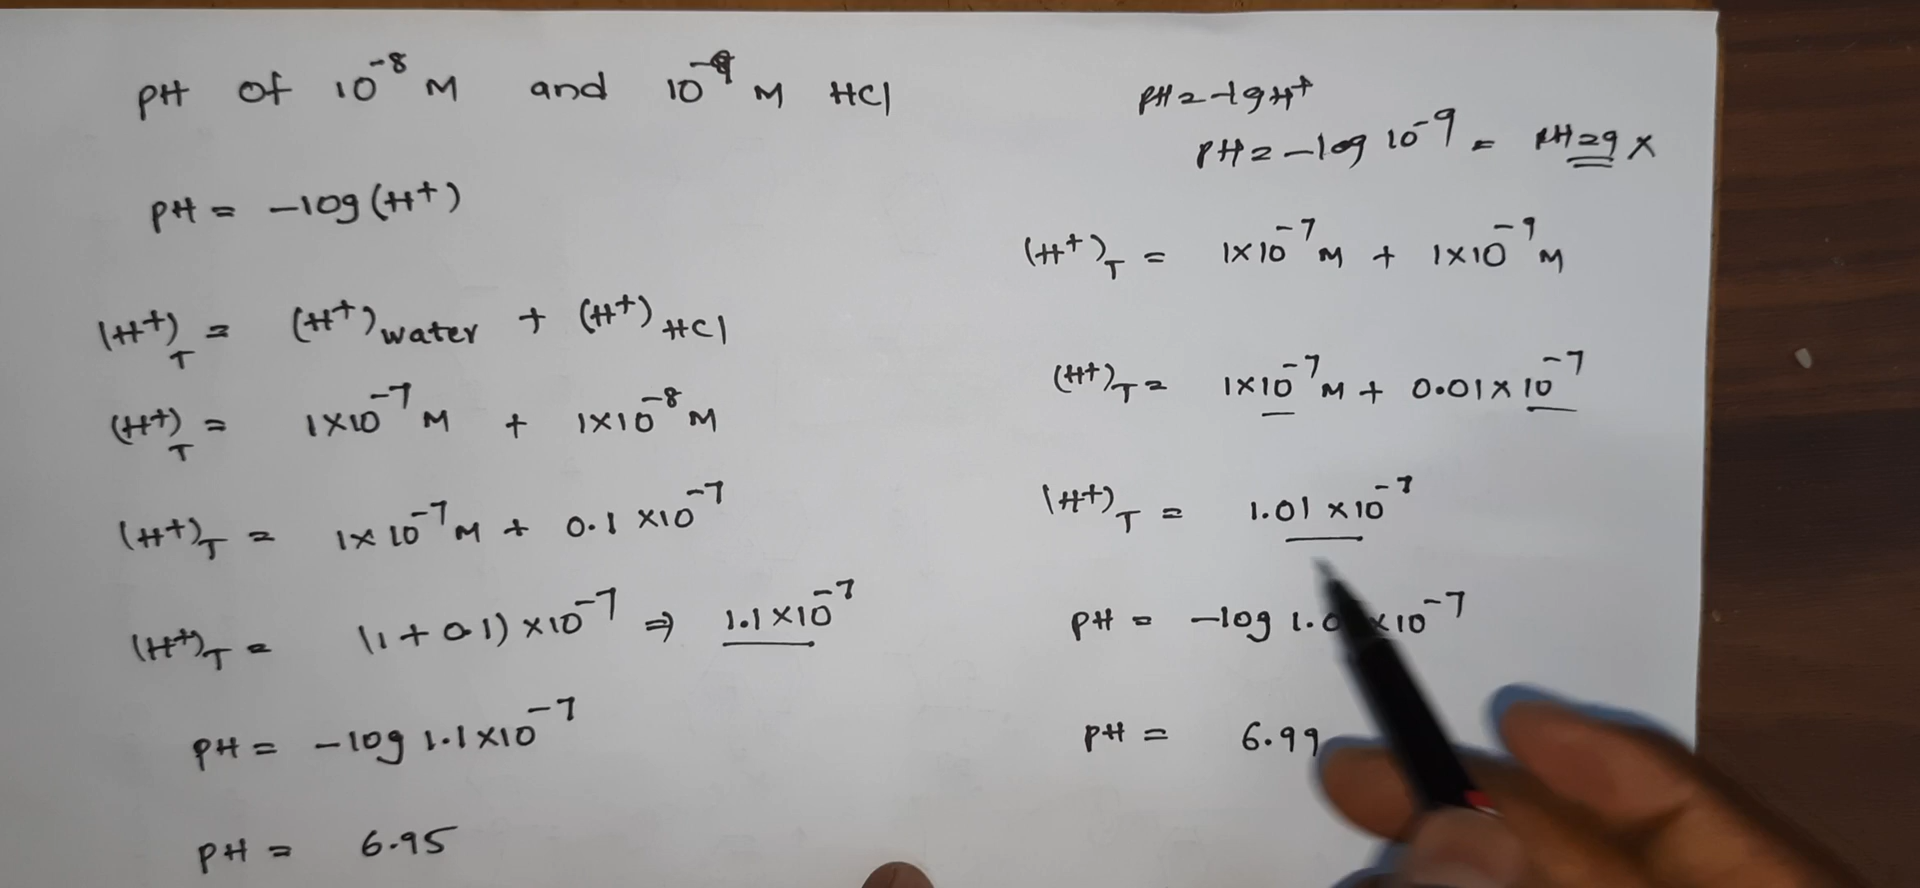 pH of 10⁻⁸ M and 10⁻⁹ M HCl
pH = -log(H⁺)
(H⁺)T = (H⁺)water + (H⁺)HCl
(H⁺)T = 1×10⁻⁷ M + 1×10⁻⁸ M
(H⁺)T = 1×10⁻⁷ M + 0.1 ×10⁻⁷
(H⁺)T = (1 + 0.1) ×10⁻⁷ ⇒ 1.1 ×10⁻⁷
pH = -log 1.1×10⁻⁷
pH = 6.95
pH = -lg H⁺
pH = -log 10⁻⁹ = pH=9 ×
(H⁺)T = 1×10⁻⁷ M + 1×10⁻⁹ M
(H⁺)T = 1×10⁻⁷ M + 0.01×10⁻⁷
(H⁺)T = 1.01 ×10⁻⁷
pH = -log ×10⁻⁷
pH = 6.99